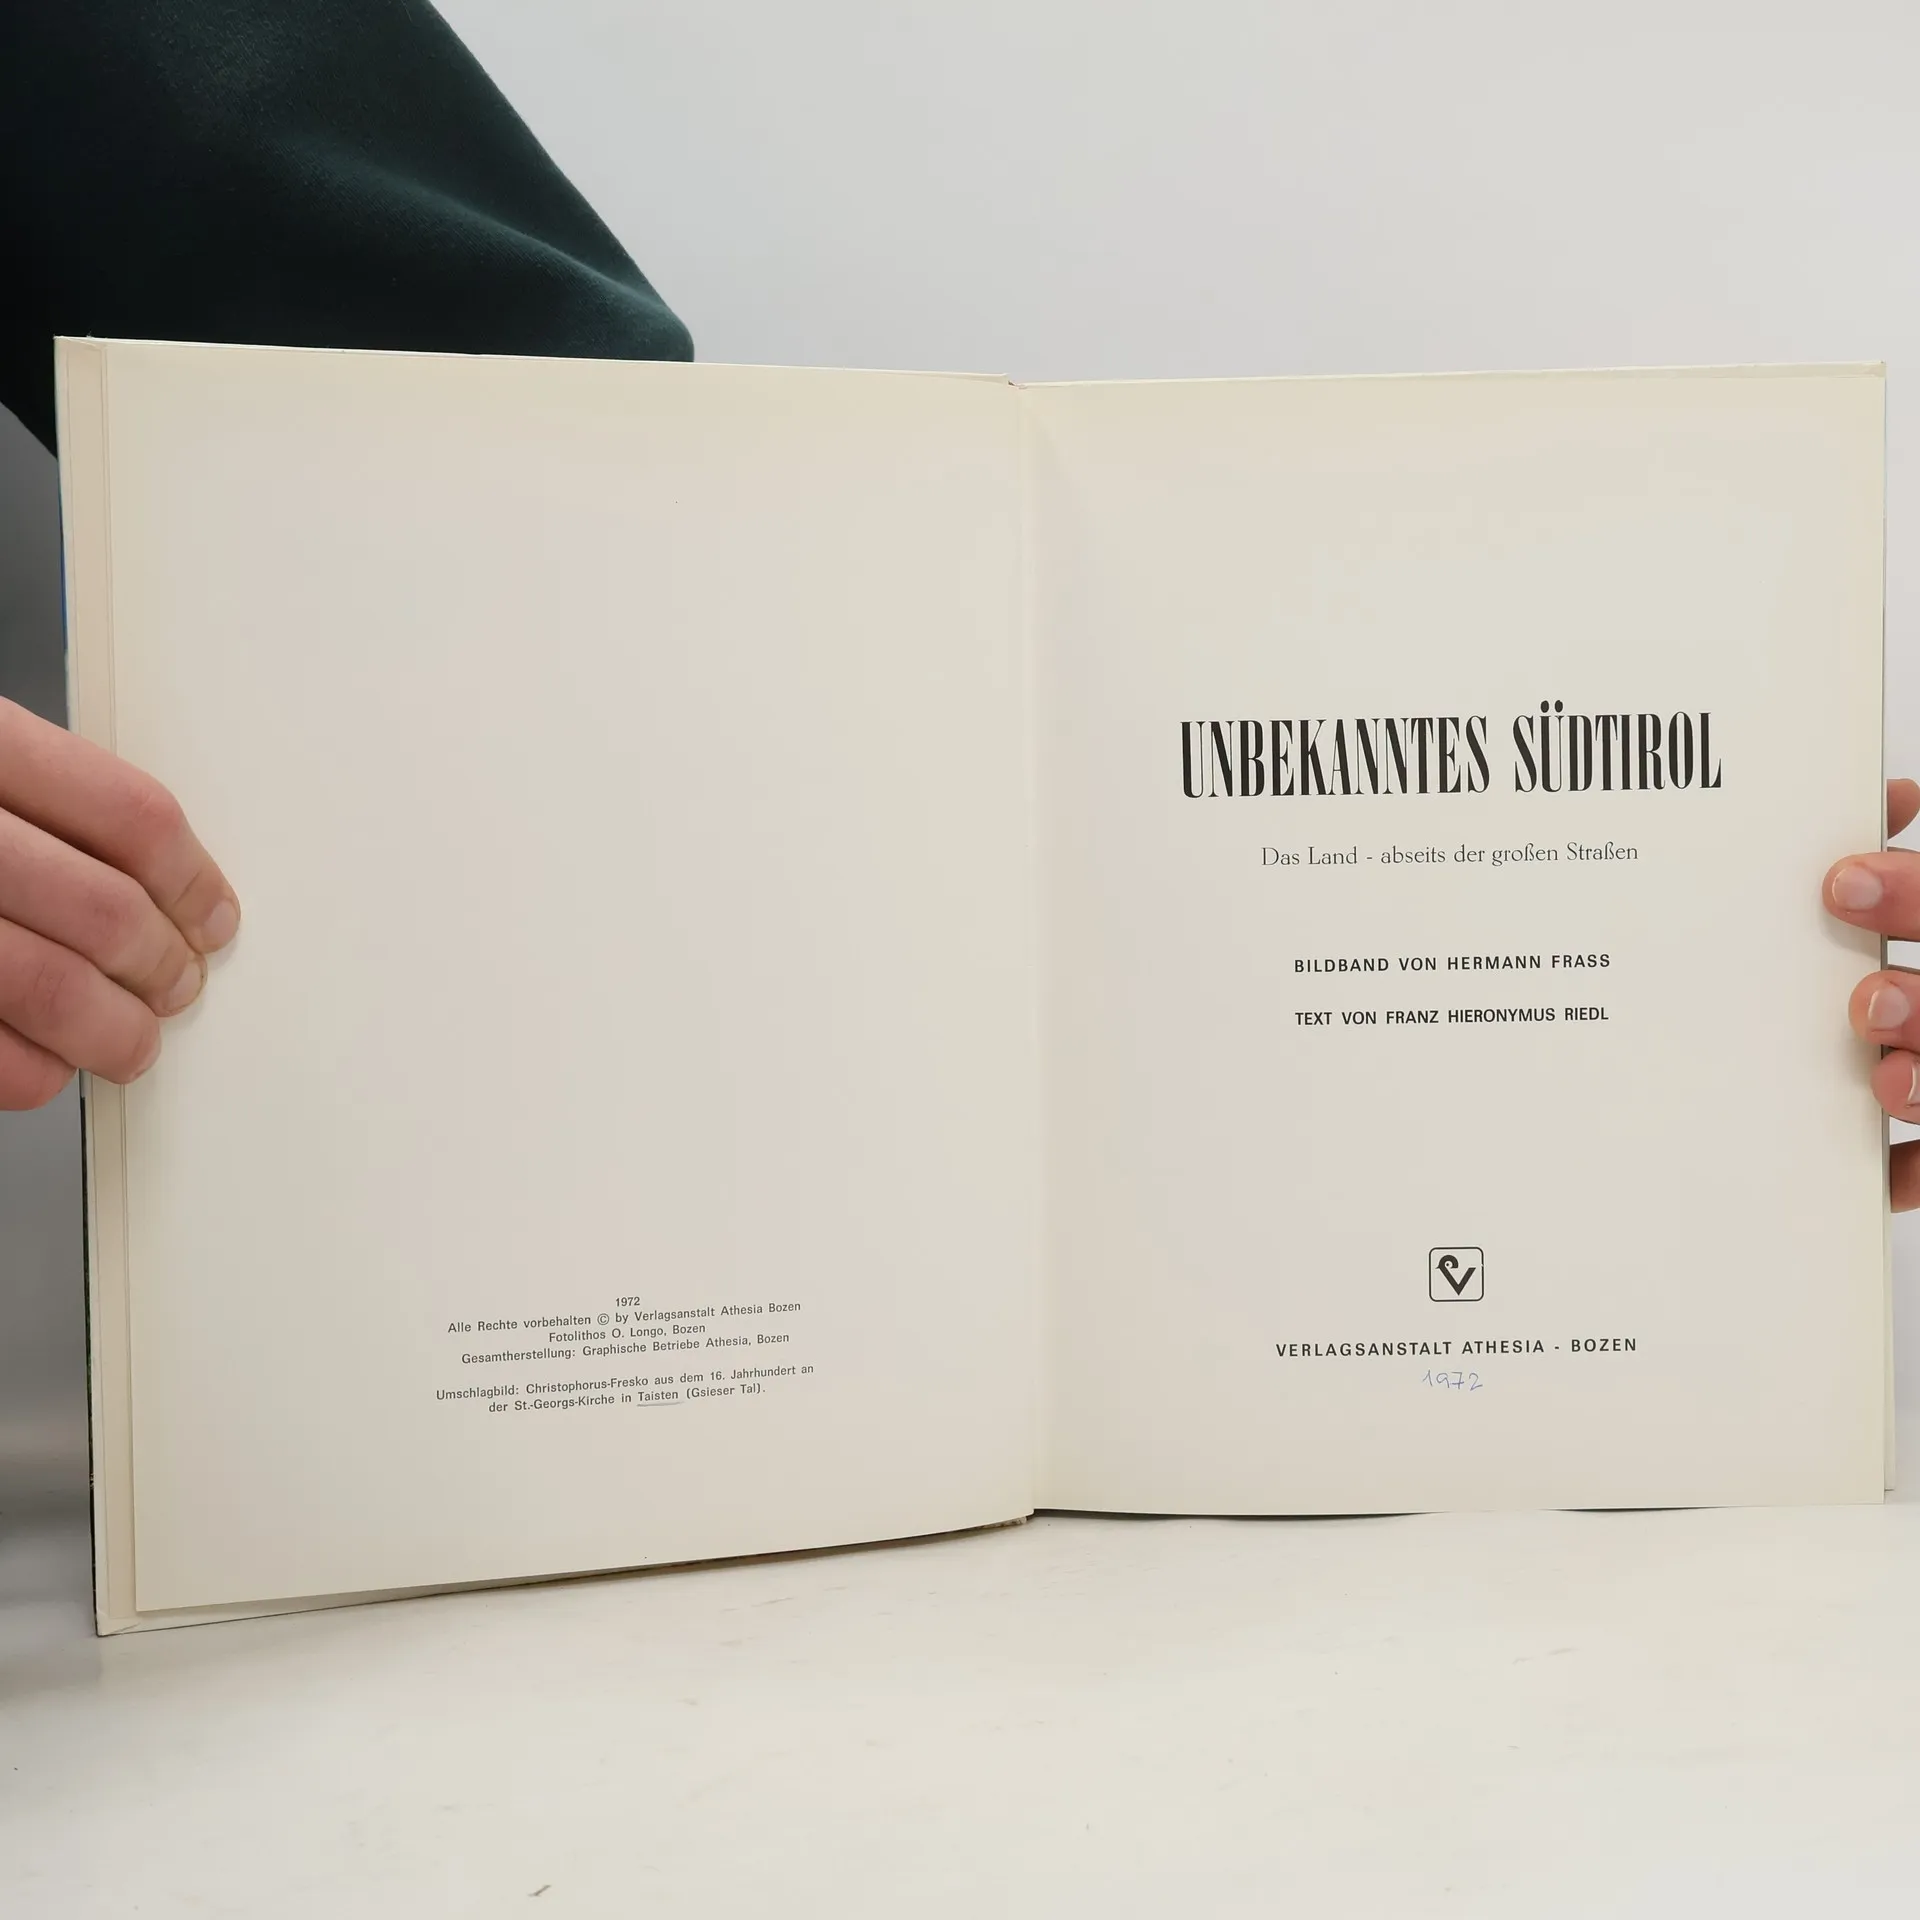 1972
Alle Rechte vorbehalten © by Verlagsanstalt Athesia Bozen
Fotolithos O. Longo, Bozen
Gesamtherstellung: Graphische Betriebe Athesia, Bozen
Umschlagbild: Christophorus-Fresko aus dem 16. Jahrhundert an
der St.-Georgs-Kirche in Taisten (Gsieser Tal).
UNBEKANNTES SÜDTIROL
Das Land - abseits der großen Straßen
BILDBAND VON HERMANN FRASS
TEXT VON FRANZ HIERONYMUS RIEDL
VERLAGSANSTALT ATHESIA - BOZEN
1972